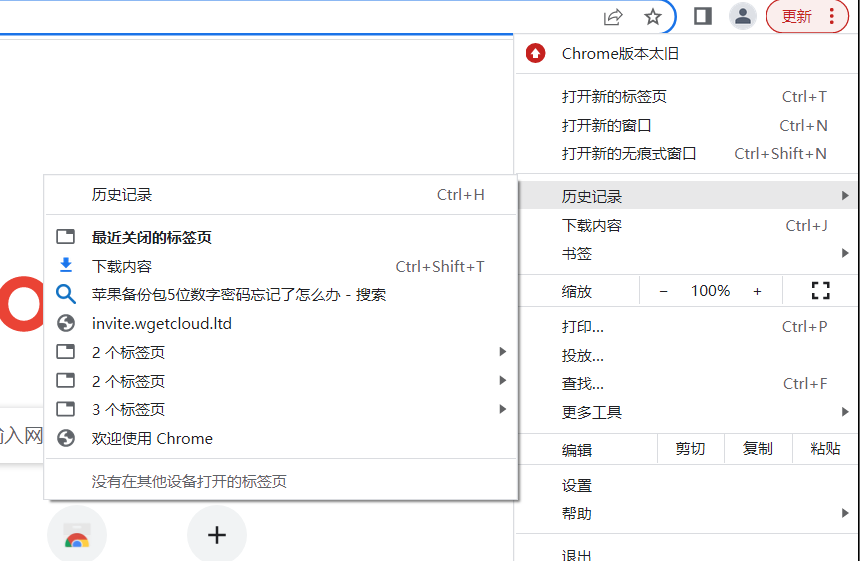 更新
Chrome版本太旧
打开新的标签页 Ctrl+T
打开新的窗口 Ctrl+N
打开新的无痕式窗口 Ctrl+Shift+N
历史记录
下载内容 Ctrl+J
书签
缩放 − 100% +
打印... Ctrl+P
投放...
查找... Ctrl+F
更多工具
编辑 剪切 复制 粘贴
设置
帮助
退出
历史记录 Ctrl+H
最近关闭的标签页
下载内容 Ctrl+Shift+T
苹果备份包5位数字密码忘记了怎么办 - 搜索
invite.wgetcloud.ltd
2 个标签页
2 个标签页
3 个标签页
欢迎使用 Chrome
没有在其他设备打开的标签页
输入网